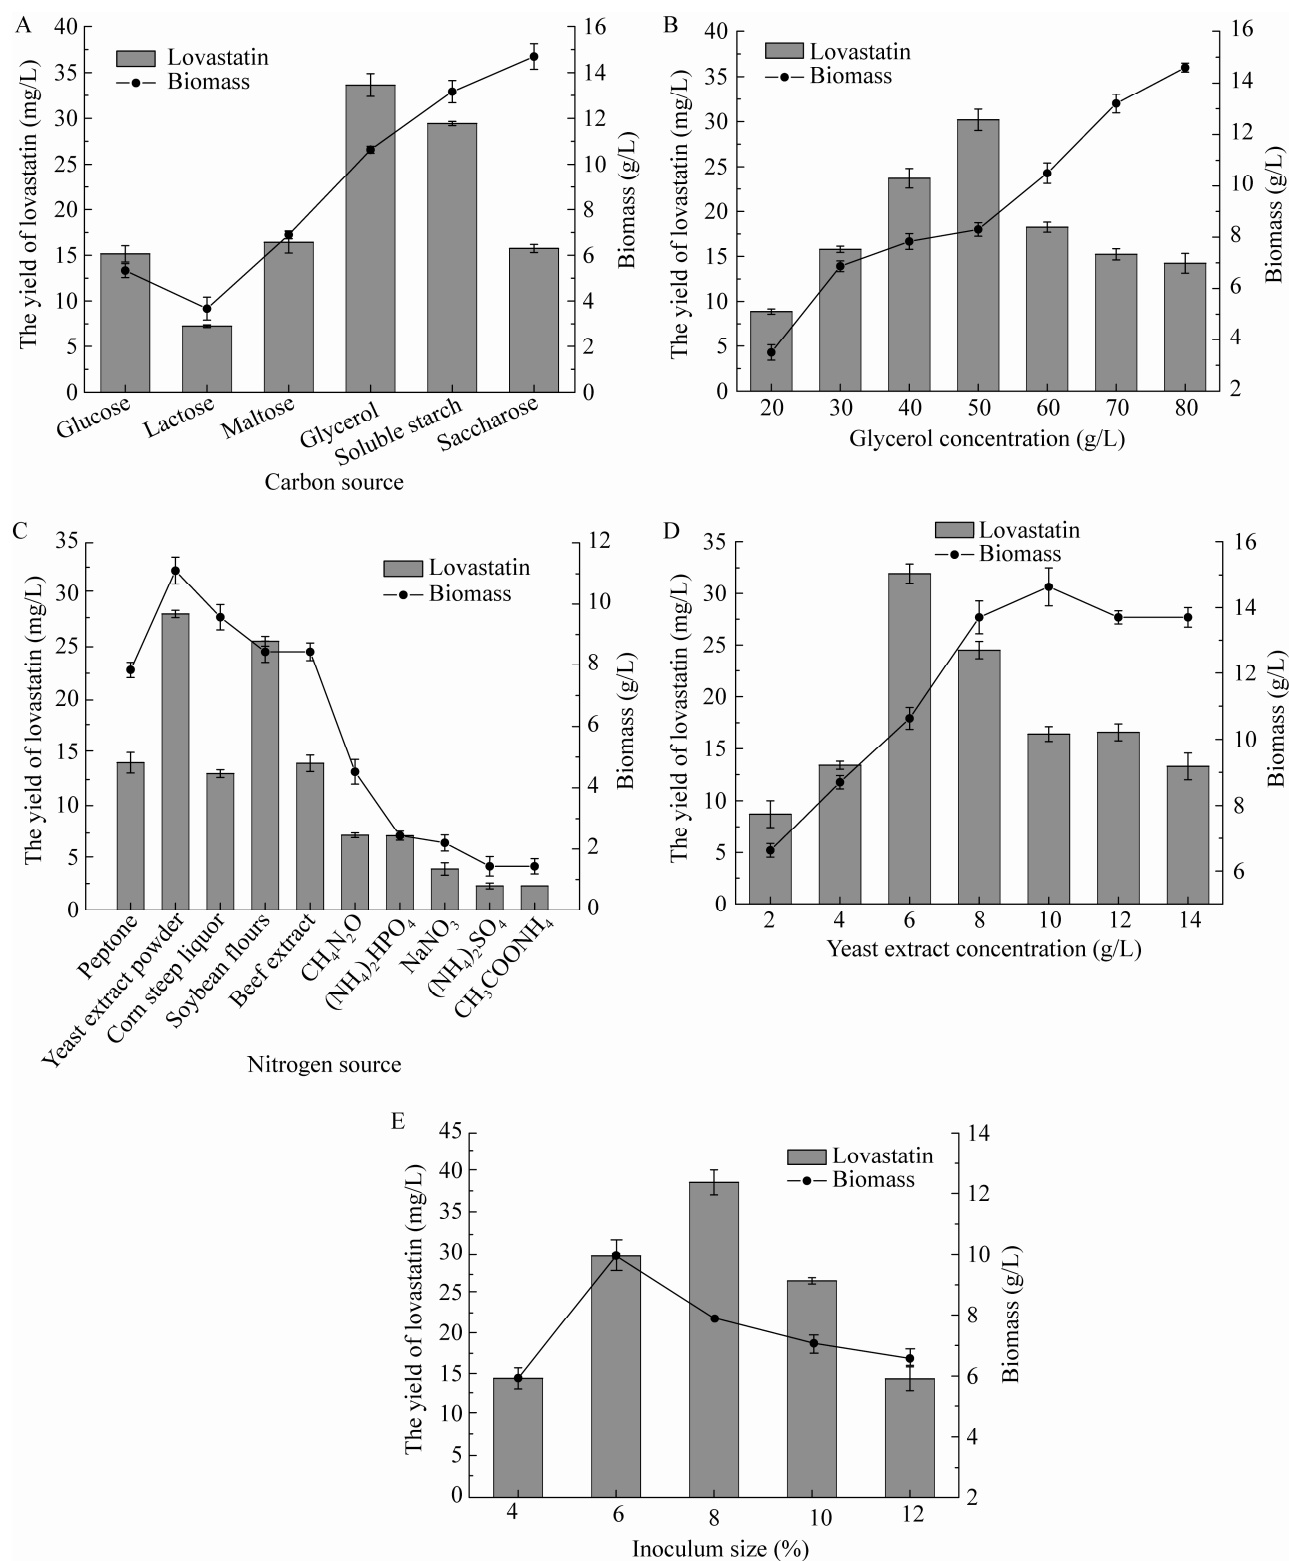 A
Lovastatin
Biomass
The yield of lovastatin (mg/L)
40
35
30
25
20
15
10
5
0
16
14
12
10
8
6
4
2
0
Biomass (g/L)
Glucose
Lactose
Maltose
Glycerol
Soluble starch
Saccharose
Carbon source
B
Lovastatin
Biomass
The yield of lovastatin (mg/L)
40
35
30
25
20
15
10
5
0
16
14
12
10
8
6
4
2
Biomass (g/L)
20 30 40 50 60 70 80
Glycerol concentration (g/L)
C
Lovastatin
Biomass
The yield of lovastatin (mg/L)
35
30
25
20
15
10
5
0
12
10
8
6
4
2
0
Biomass (g/L)
Peptone
Yeast extract powder
Corn steep liquor
Soybean flours
Beef extract
CH4N2O
(NH4)2HPO4
NaNO3
(NH4)2SO4
CH3COONH4
Nitrogen source
D
Lovastatin
Biomass
The yield of lovastatin (mg/L)
35
30
25
20
15
10
5
0
16
14
12
10
8
6
Biomass (g/L)
2 4 6 8 10 12 14
Yeast extract concentration (g/L)
E
Lovastatin
Biomass
The yield of lovastatin (mg/L)
45
40
35
30
25
20
15
10
5
0
14
12
10
8
6
4
2
Biomass (g/L)
4 6 8 10 12
Inoculum size (%)